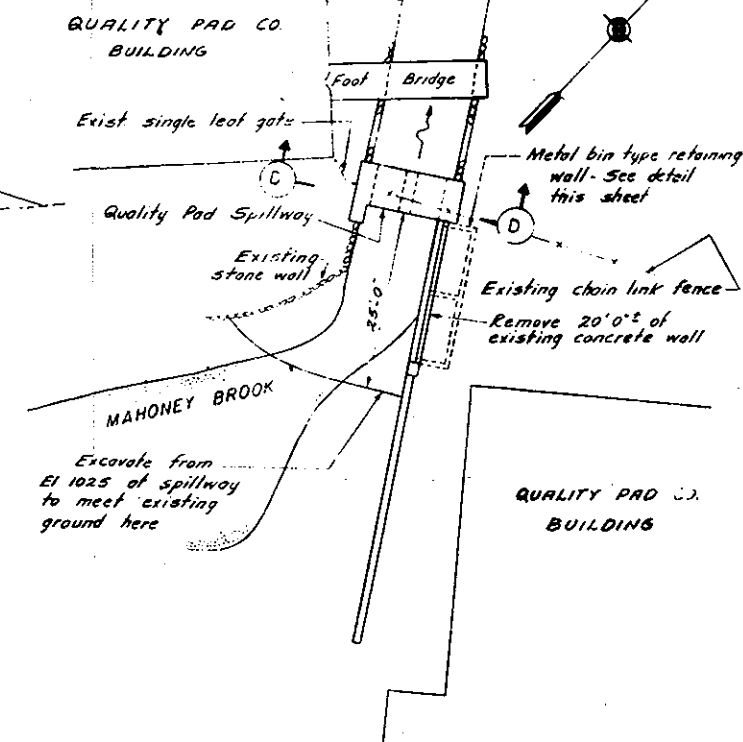 QUALITY PAD CO.
BUILDING
Foot Bridge
Exist. single leaf gate
Metal bin type retaining
wall - See detail
this sheet
C
Quality Pad Spillway
D
Existing
stone wall
25'-0"
Existing chain link fence
Remove 20'0"± of
existing concrete wall
MAHONEY BROOK
Excavate from
El 1025 at spillway
to meet existing
ground here
QUALITY PAD CO.
BUILDING